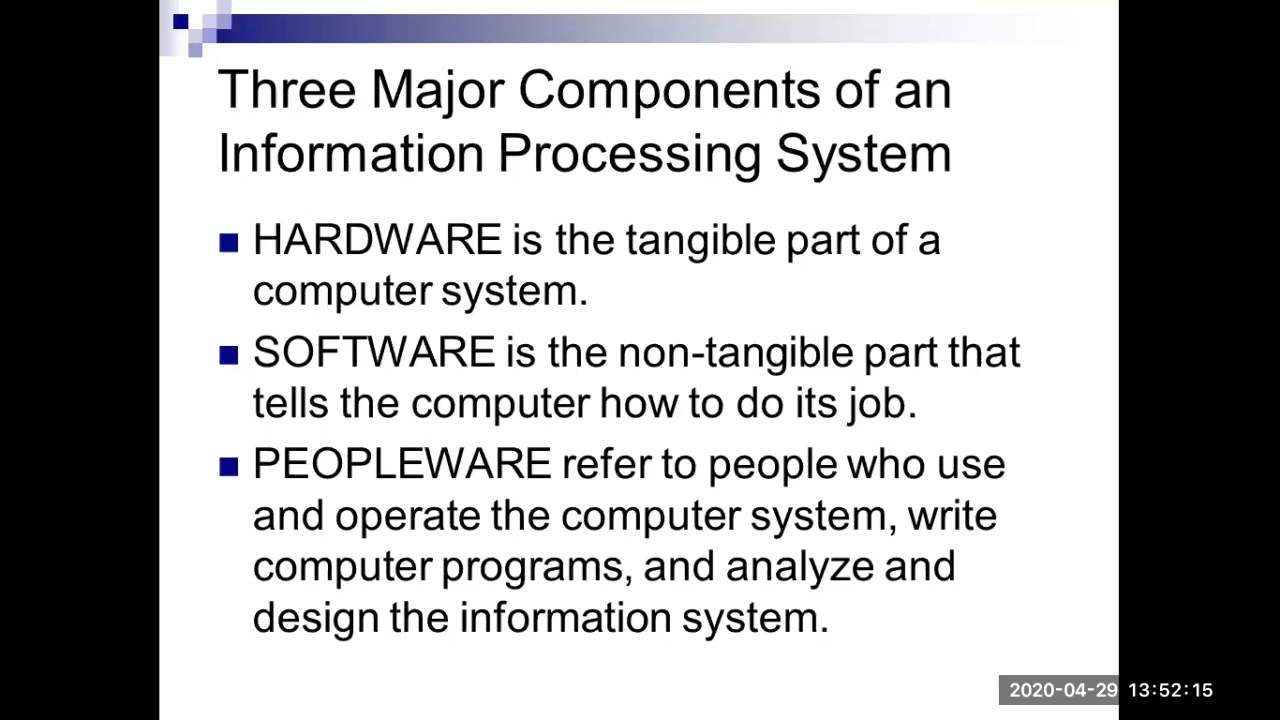 Three Major Components of an
Information Processing System
HARDWARE is the tangible part of a
computer system.
SOFTWARE is the non-tangible part that
tells the computer how to do its job.
PEOPLEWARE refer to people who use
and operate the computer system, write
computer programs, and analyze and
design the information system.
2020-04-29 13:52:15